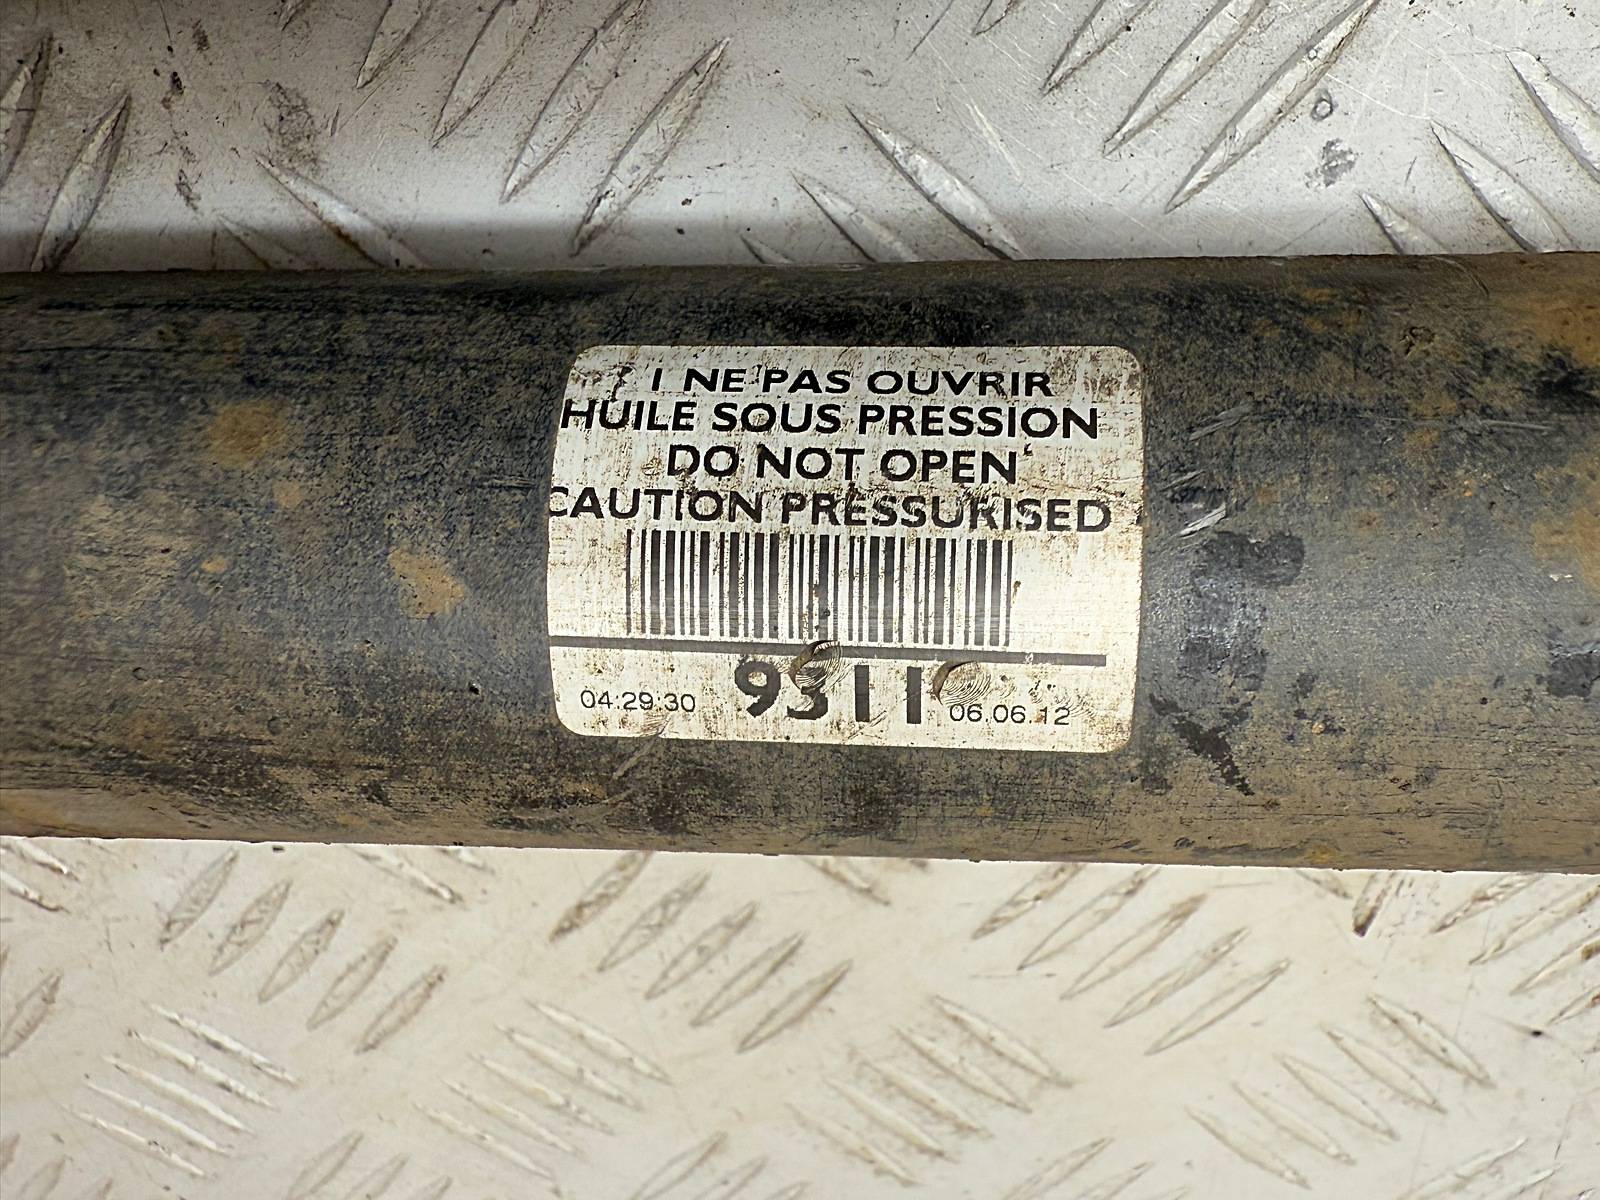 ! NE PAS OUVRIR
HUILE SOUS PRESSION
DO NOT OPEN
CAUTION PRESSURISED
04:29:30 9311 06.06.12